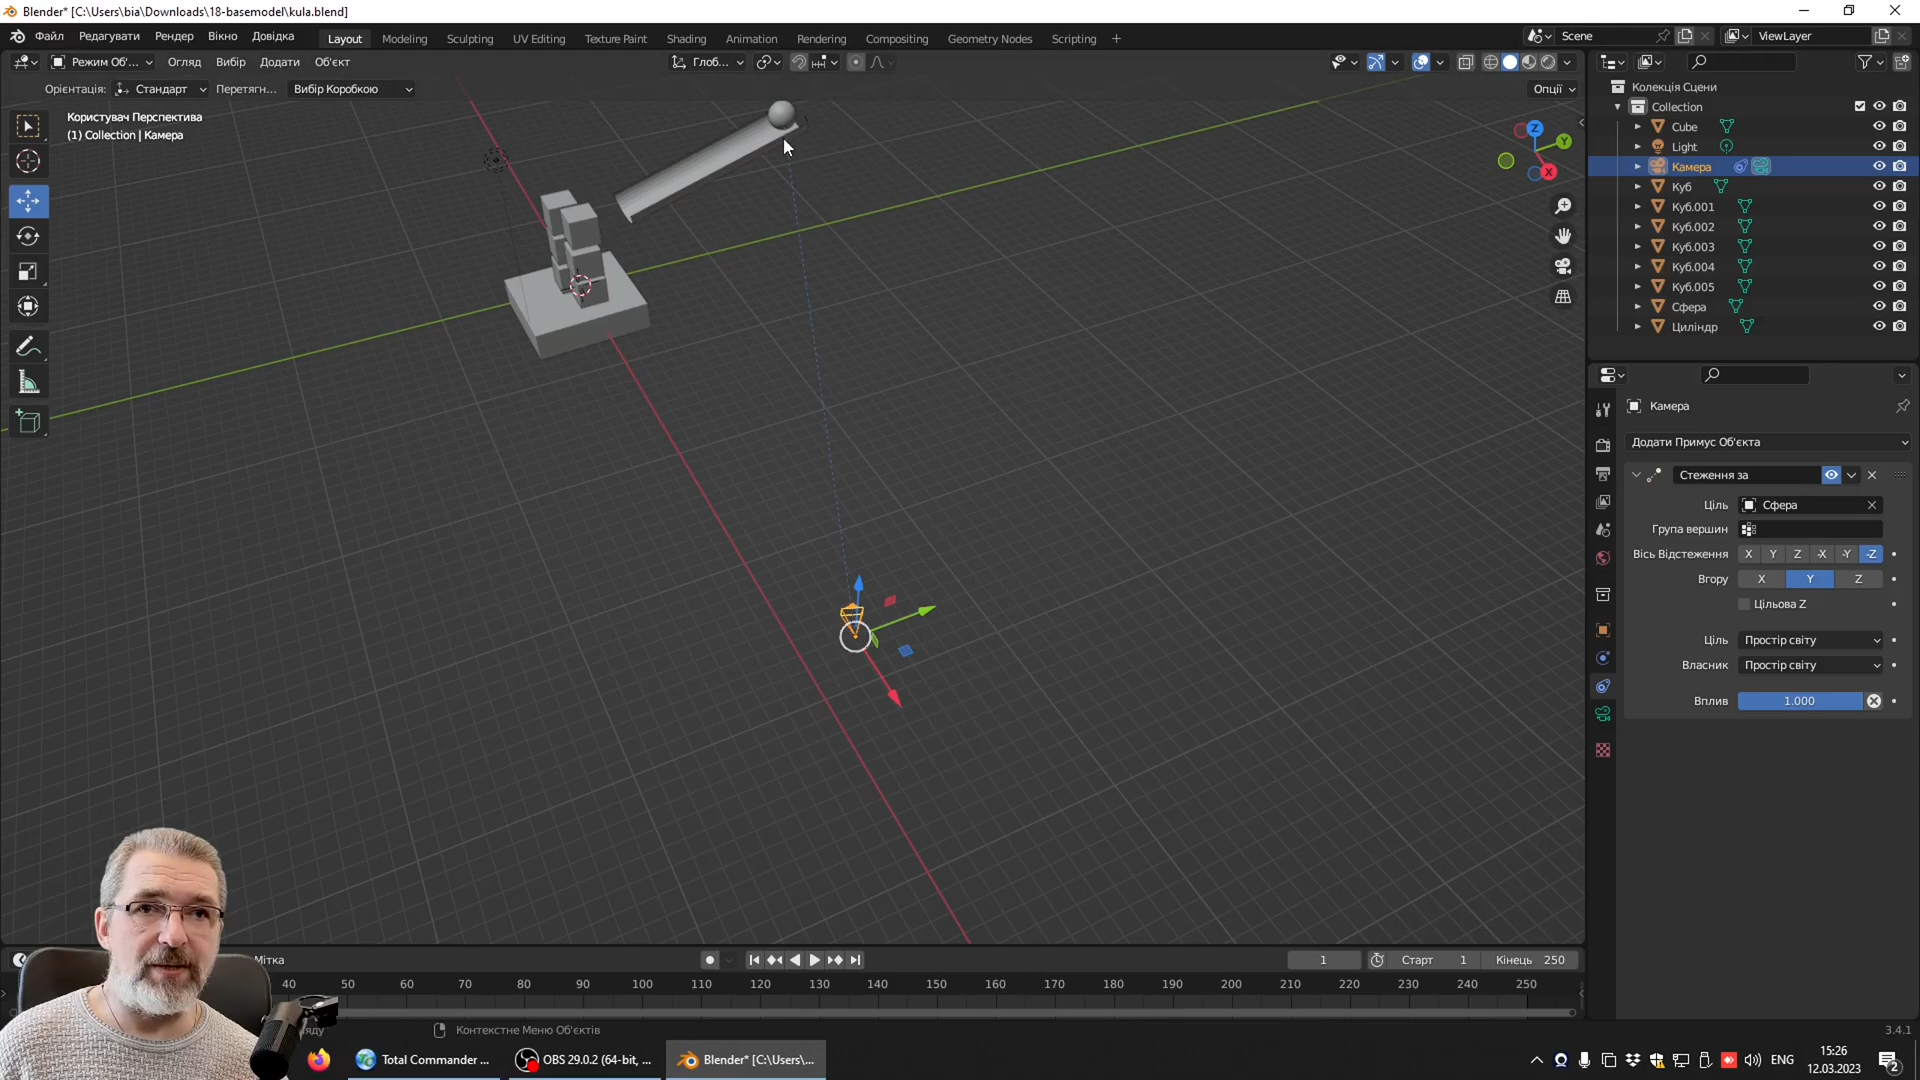 Blender* [C:\Users\bia\Downloads\18-basemodel\kula.blend]
Файл Редагувати Рендер Вікно Довідка
Layout Modeling Sculpting UV Editing Texture Paint Shading Animation Rendering Compositing Geometry Nodes Scripting +
Scene ViewLayer
Режим Об'... Огляд Вибір Додати Об'єкт Глоб...
Орієнтація: Стандарт Перетягн... Вибір Коробкою Опції
Користувач Перспектива
(1) Collection | Камера
Z
Y
X
Колекція Сцени
Collection
Cube
Light
Камера
Куб
Куб.001
Куб.002
Куб.003
Куб.004
Куб.005
Сфера
Циліндр
Камера
Додати Примус Об'єкта
Стеження за
Ціль Сфера
Група вершин
Вісь Відстеження X Y Z -X -Y -Z
Вгору X Y Z
Цільова Z
Ціль Простір світу
Власник Простір світу
Вплив 1.000
Мітка 1 Старт 1 Кінець 250
40 50 60 70 80 90 100 110 120 130 140 150 160 170 180 190 200 210 220 230 240 250
Контекстне Меню Об'єктів
3.4.1
Total Commander ... OBS 29.0.2 (64-bit, ... Blender* [C:\Users\...
ENG
15:26
12.03.2023
2